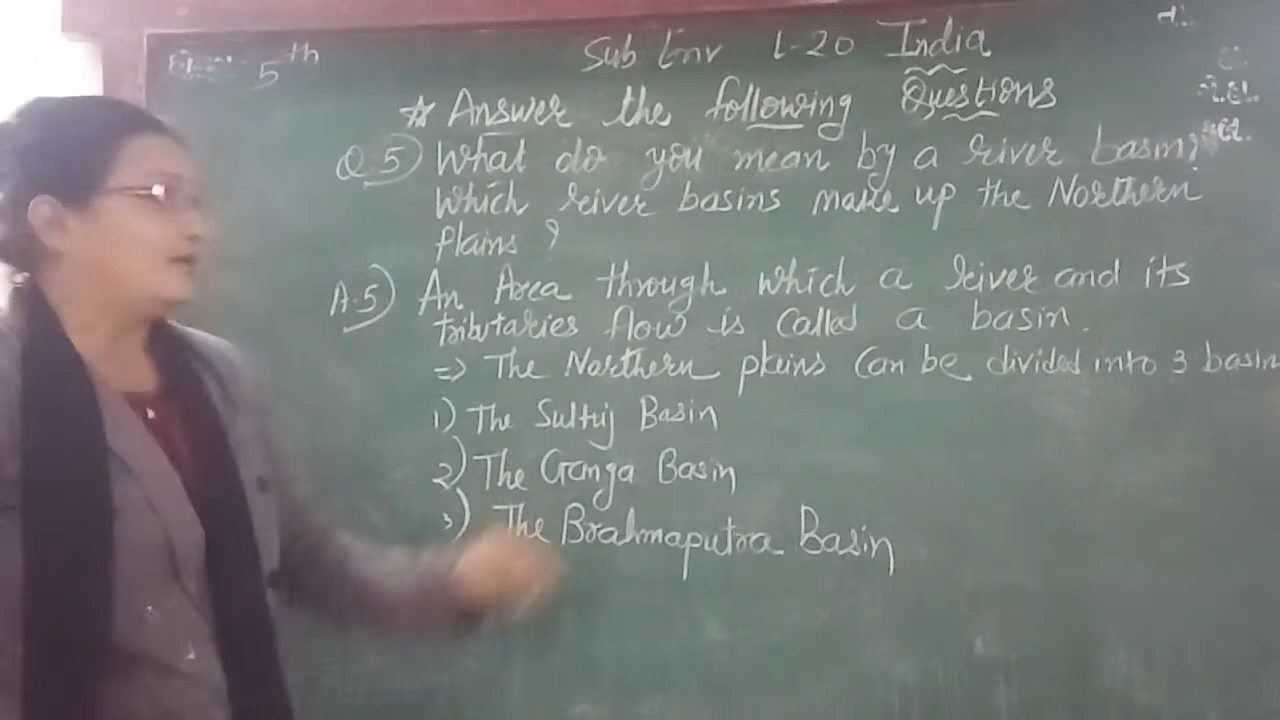 5th
Sub Env L-20 India
* Answer the following Questions
Q.5) What do you mean by a river basin?
Which river basins make up the Northern
plains ?
A.5) An Area through which a river and its
tributaries flow is called a basin.
=> The Northern plains can be divided into 3 basin
1) The Sultuj Basin
2) The Ganga Basin
3) The Brahmaputra Basin